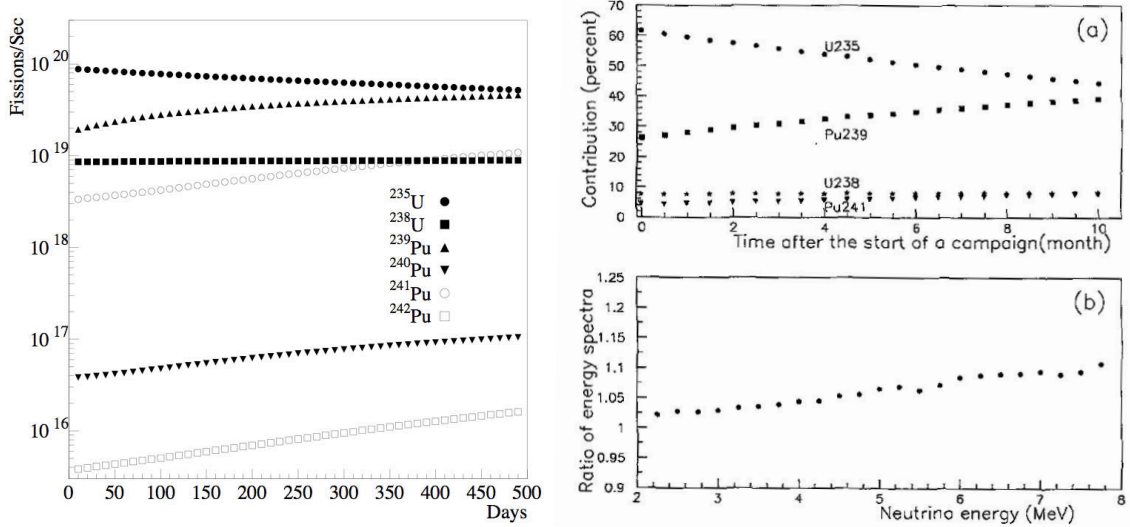 Fissions/Sec
10^20
10^19
10^18
10^17
10^16
235U
238U
239Pu
240Pu
241Pu
242Pu
0 50 100 150 200 250 300 350 400 450 500
Days
(a)
Contribution (percent)
70
60
50
40
30
20
10
0
U235
Pu239
U238
Pu241
0 2 4 6 8 10
Time after the start of a campaign(month)
(b)
Ratio of energy spectra
1.25
1.2
1.15
1.1
1.05
1
0.95
0.9
2 3 4 5 6 7 8
Neutrino energy (MeV)